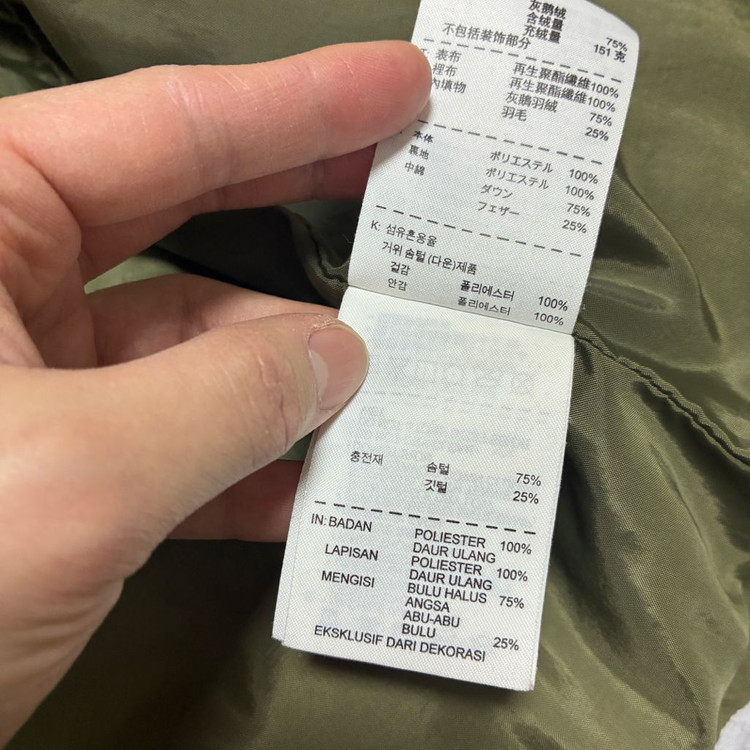 灰鹅绒
含绒量 75%
充绒量 151 克
不包括装饰部分
表布 再生聚酯纖維100%
裡布 再生聚酯纖維100%
內填物 灰鵝羽絨 75%
羽毛 25%
本体 ポリエステル 100%
裏地 ポリエステル 100%
中綿 ダウン 75%
フェザー 25%
K: 섬유혼용율
거위 솜털 (다운)제품
겉감 폴리에스터 100%
안감 폴리에스터 100%
충전재 솜털 75%
깃털 25%
IN: BADAN POLIESTER 100%
DAUR ULANG
LAPISAN POLIESTER 100%
DAUR ULANG
MENGISI BULU HALUS 75%
ANGSA
ABU-ABU
BULU 25%
EKSKLUSIF DARI DEKORASI